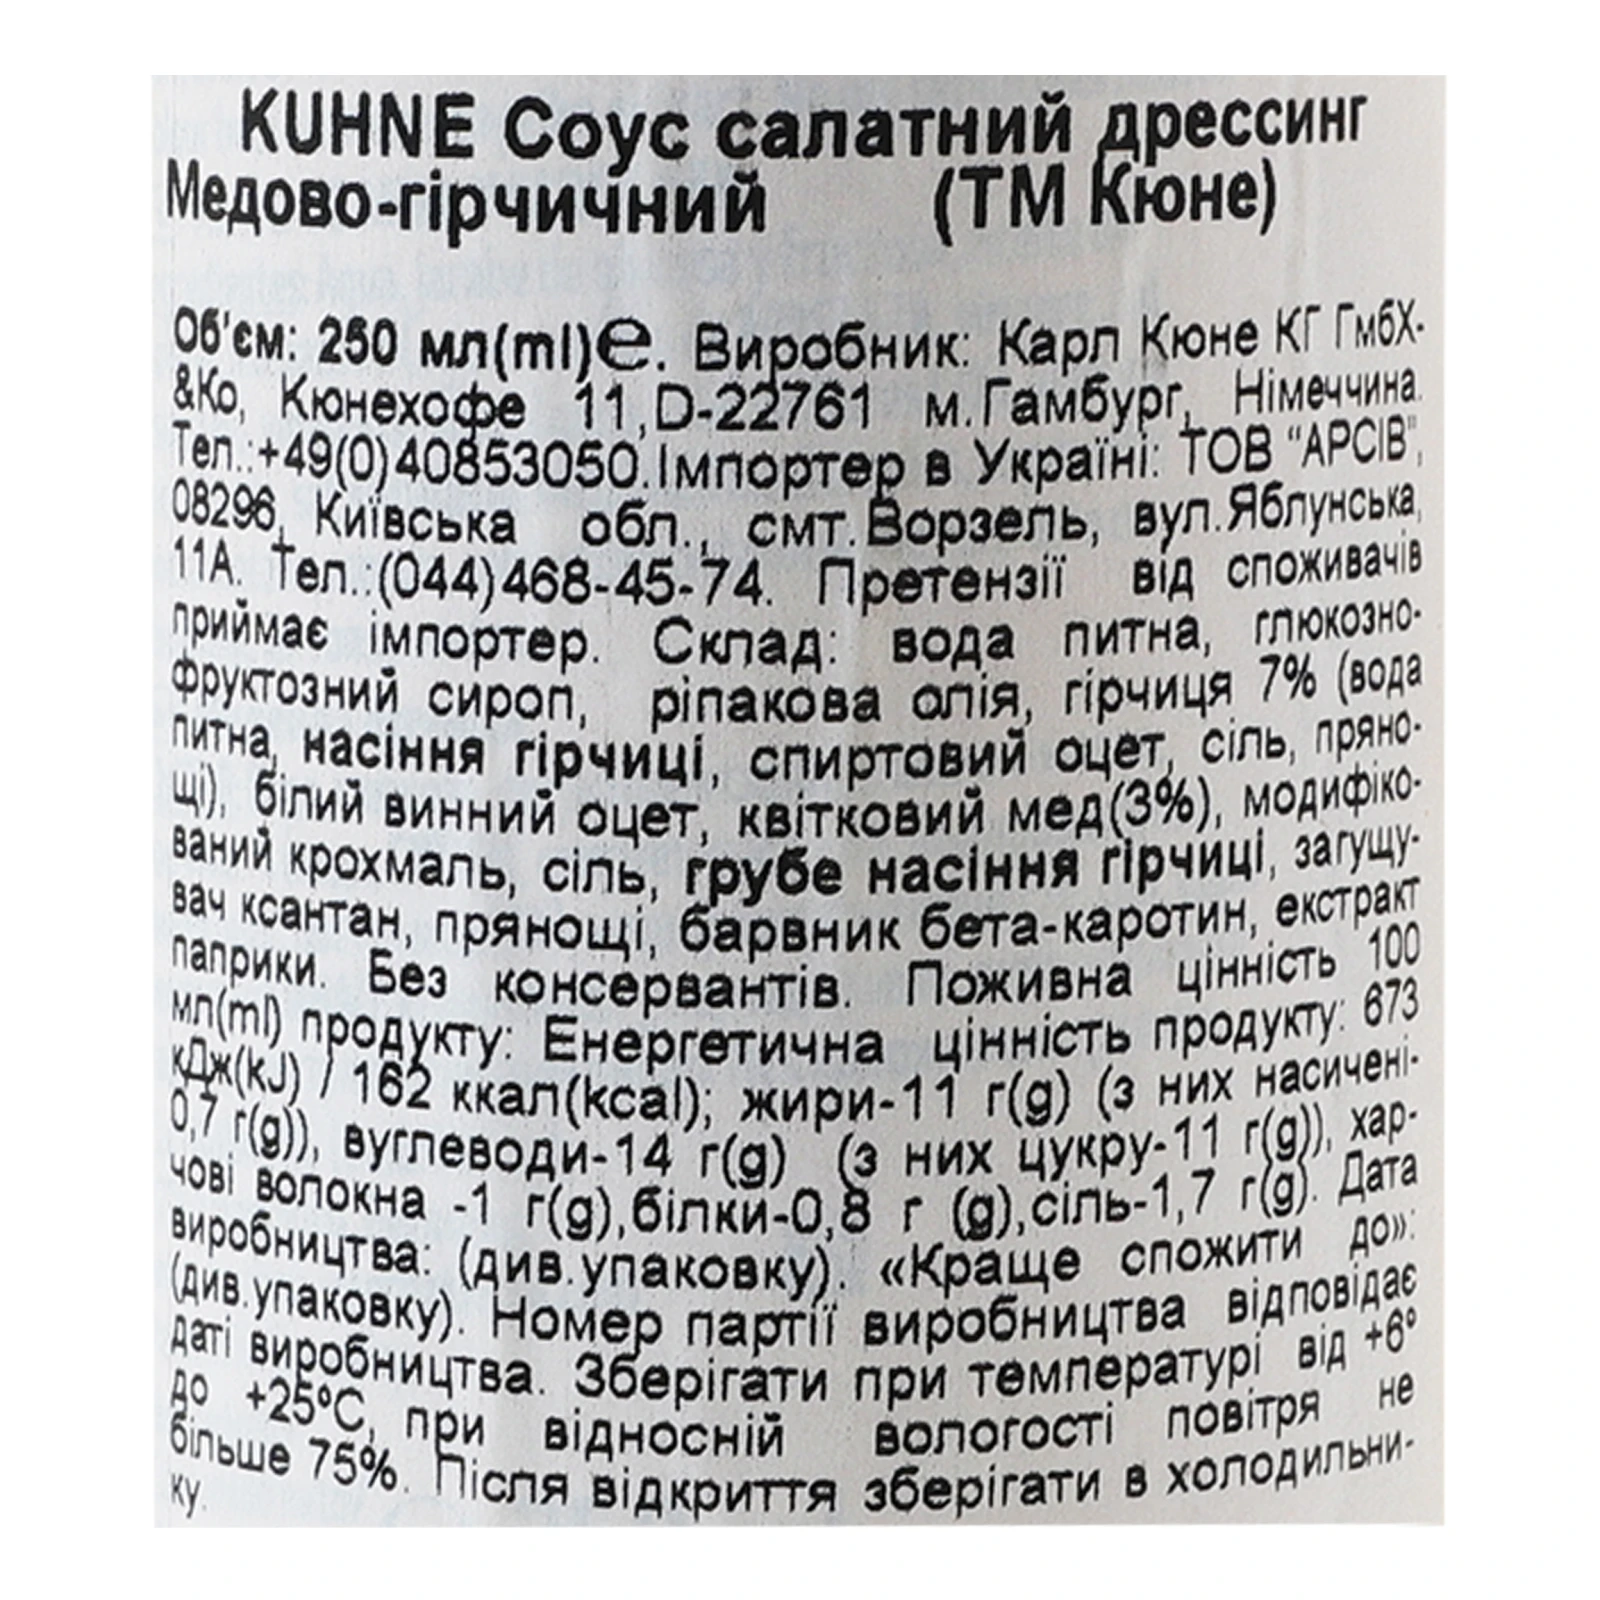 KUHNE Соус салатний дрессинг
Медово-гірчичний (ТМ Кюне)
Об'єм: 250 мл(ml)℮. Виробник: Карл Кюне КГ ГмбХ-
&Ко, Кюнехофе 11,D-22761 м.Гамбург, Німеччина.
Тел.:+49(0)40853050.Імпортер в Україні: ТОВ “АРСІВ”,
08296, Київська обл., смт.Ворзель, вул.Яблунська,
11А. Тел.:(044)468-45-74. Претензії від споживачів
приймає імпортер. Склад: вода питна, глюкозно-
фруктозний сироп, ріпакова олія, гірчиця 7% (вода
питна, насіння гірчиці, спиртовий оцет, сіль, пряно-
щі), білий винний оцет, квітковий мед(3%), модифіко-
ваний крохмаль, сіль, грубе насіння гірчиці, загущу-
вач ксантан, прянощі, барвник бета-каротин, екстракт
паприки. Без консервантів. Поживна цінність 100
мл(ml) продукту: Енергетична цінність продукту: 673
кДж(kJ) / 162 ккал(kcal); жири-11 г(g) (з них насичені-
0,7 г(g)), вуглеводи-14 г(g) (з них цукру-11 г(g)), хар-
чові волокна -1 г(g),білки-0,8 г (g),сіль-1,7 г(g). Дата
виробництва: (див.упаковку). «Краще спожити до»:
(див.упаковку). Номер партії виробництва відповідає
даті виробництва. Зберігати при температурі від +6°
до +25°С, при відносній вологості повітря не
більше 75%. Після відкриття зберігати в холодильни-
ку.